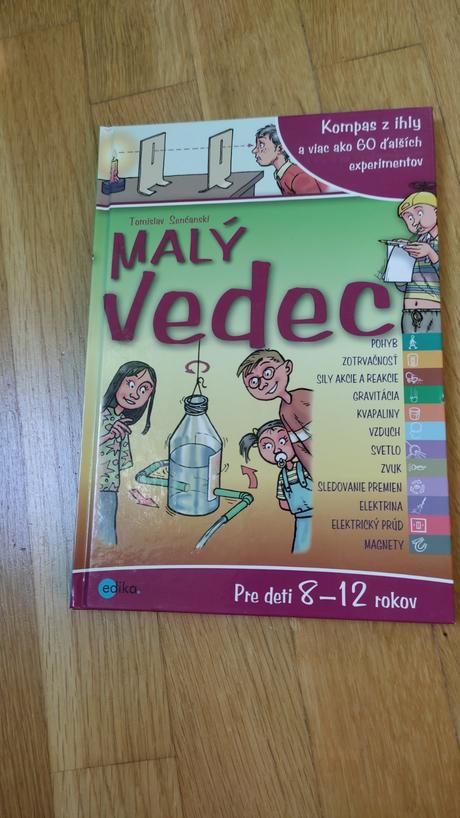 Kompas z ihly
a viac ako 60 ďalších
experimentov
Tomislav Senćanski
MALÝ
vedec
POHYB
ZOTRVAČNOSŤ
SILY AKCIE A REAKCIE
GRAVITÁCIA
KVAPALINY
VZDUCH
SVETLO
ZVUK
SLEDOVANIE PREMIEN
ELEKTRINA
ELEKTRICKÝ PRÚD
MAGNETY
edika
Pre deti 8–12 rokov